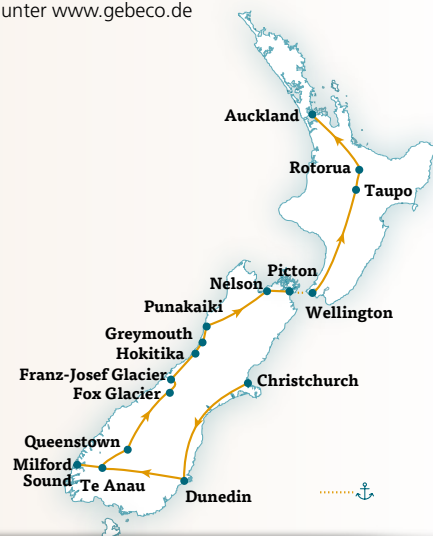 unter www.gebeco.de
Auckland
Rotorua
Taupo
Picton
Nelson
Wellington
Punakaiki
Greymouth
Hokitika
Franz-Josef Glacier
Christchurch
Fox Glacier
Queenstown
Milford
Sound
Te Anau
Dunedin